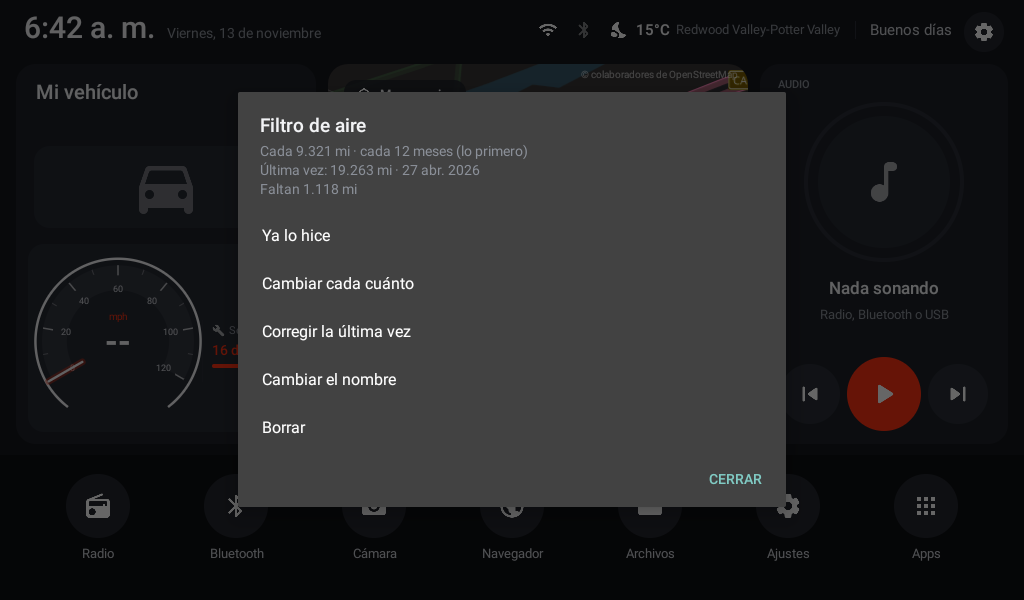 6:42 a. m.
Viernes, 13 de noviembre
15°C
Redwood Valley-Potter Valley
Buenos días
Mi vehículo
© colaboradores de OpenStreetMap
CA
AUDIO
Filtro de aire
Cada 9.321 mi · cada 12 meses (lo primero)
Última vez: 19.263 mi · 27 abr. 2026
Faltan 1.118 mi
Ya lo hice
Cambiar cada cuánto
Corregir la última vez
Cambiar el nombre
Borrar
CERRAR
20
40
60
80
100
120
mph
--
16 d
Nada sonando
Radio, Bluetooth o USB
Radio
Bluetooth
Cámara
Navegador
Archivos
Ajustes
Apps